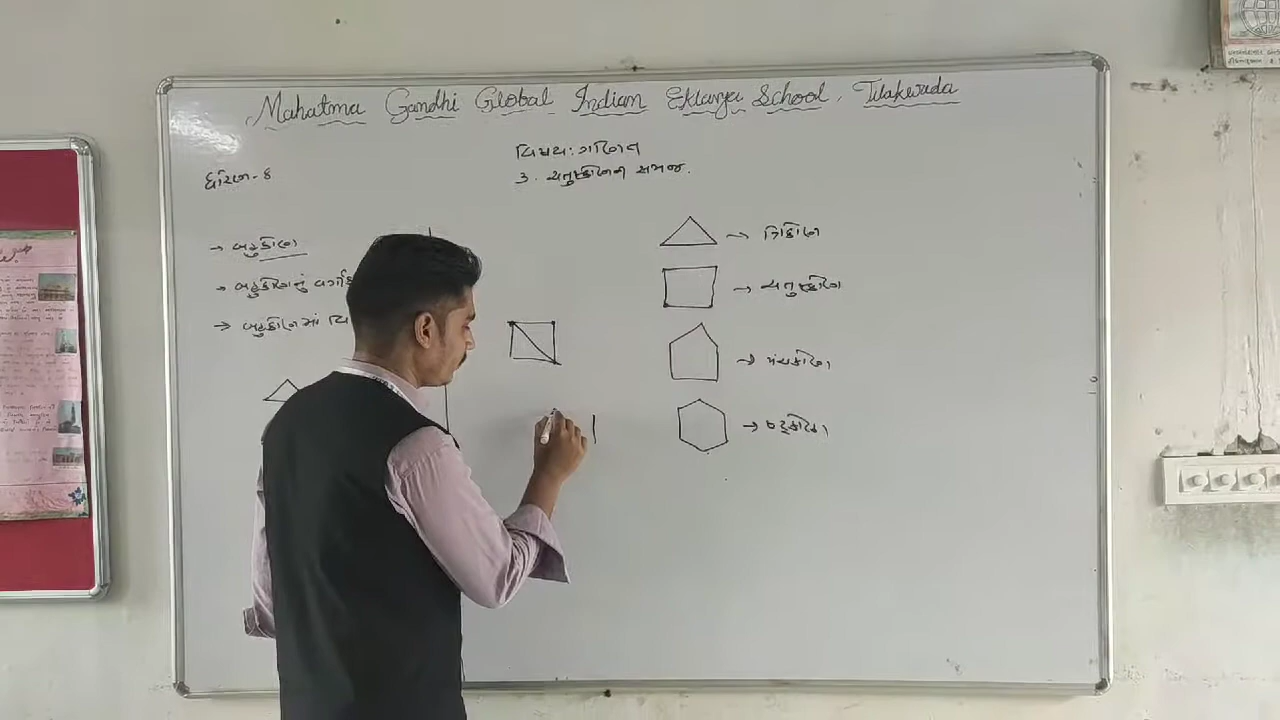 Mahatma Gandhi Global Indian Eklavya School, Tilakwada
વિષય: ગણિત
3. ચતુષ્કોણની સમજ.
ધોરણ-8
→ બહુકોણ
→ બહુકોણનું
→ બહુકોણમાં
→ ત્રિકોણ
→ ચતુષ્કોણ
→ પંચકોણ
→ ષટ્કોણ